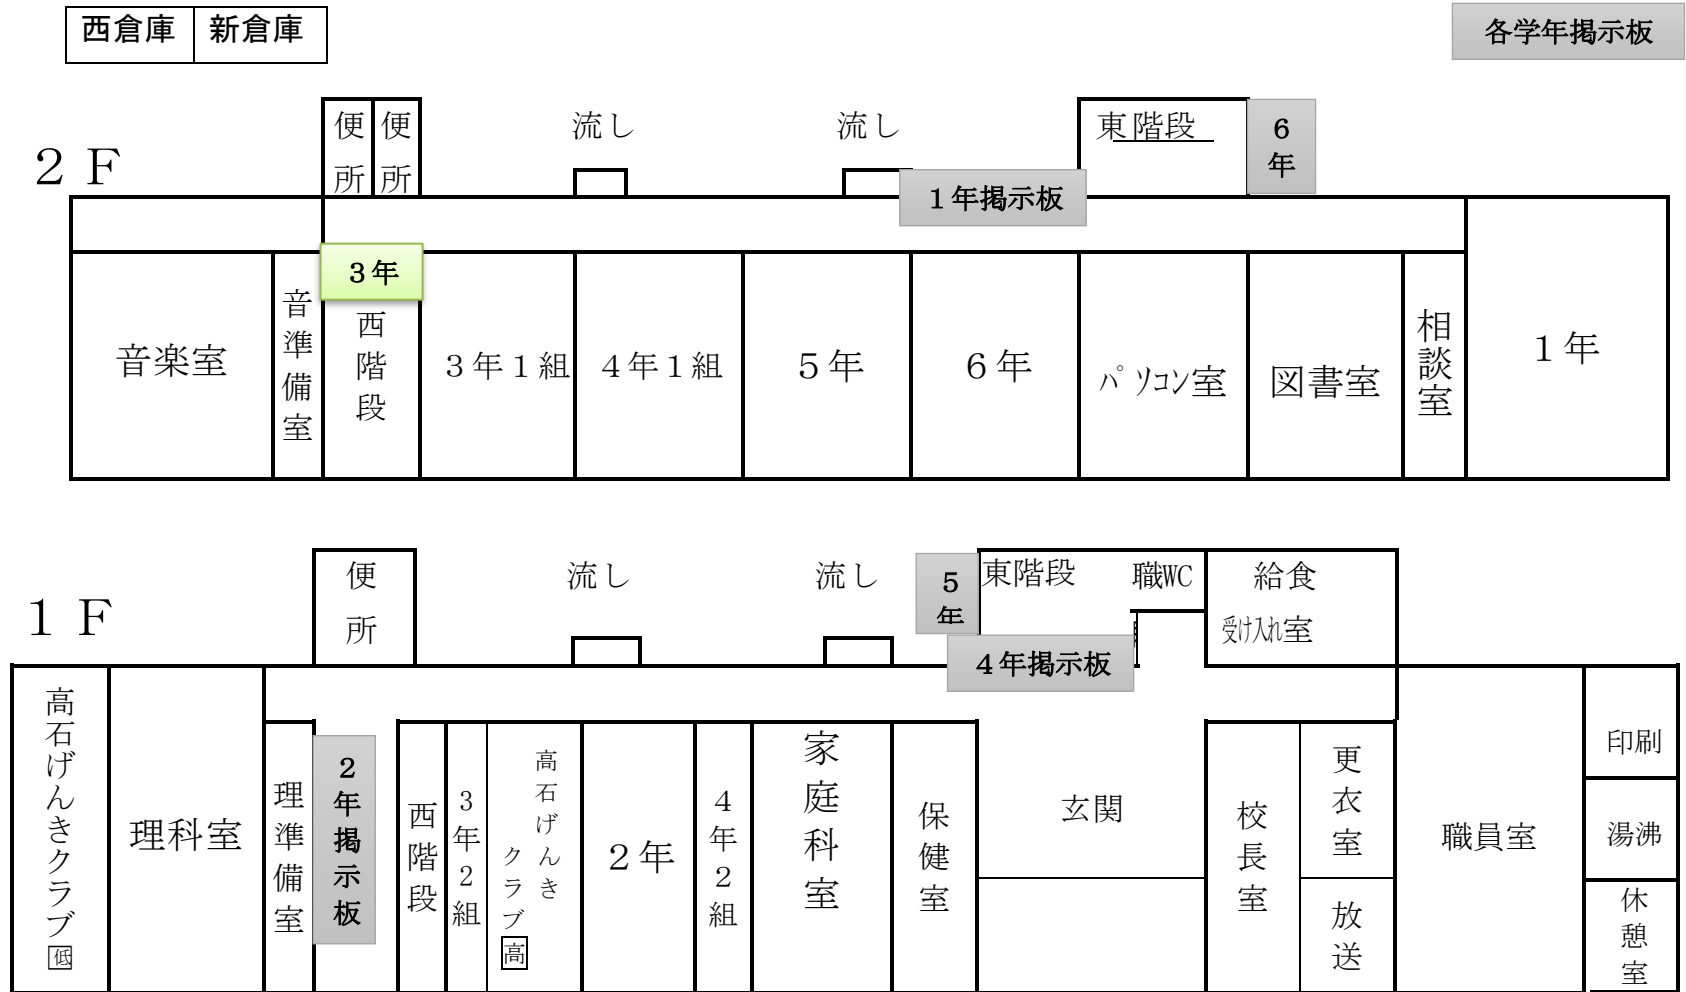 西倉庫 新倉庫
各学年掲示板
2F
便所
便所
流し
流し
東階段
6年
1年掲示板
3年
音楽室
音準備室
西階段
3年1組
4年1組
5年
6年
パソコン室
図書室
相談室
1年
1F
便所
流し
流し
5年
東階段
職WC
給食
受け入れ室
4年掲示板
高石げんきクラブ低
理科室
理準備室
2年掲示板
西階段
3年2組
高石げんき
クラブ高
2年
4年2組
家庭科室
保健室
玄関
校長室
更衣室
放送
職員室
印刷
湯沸
休憩室